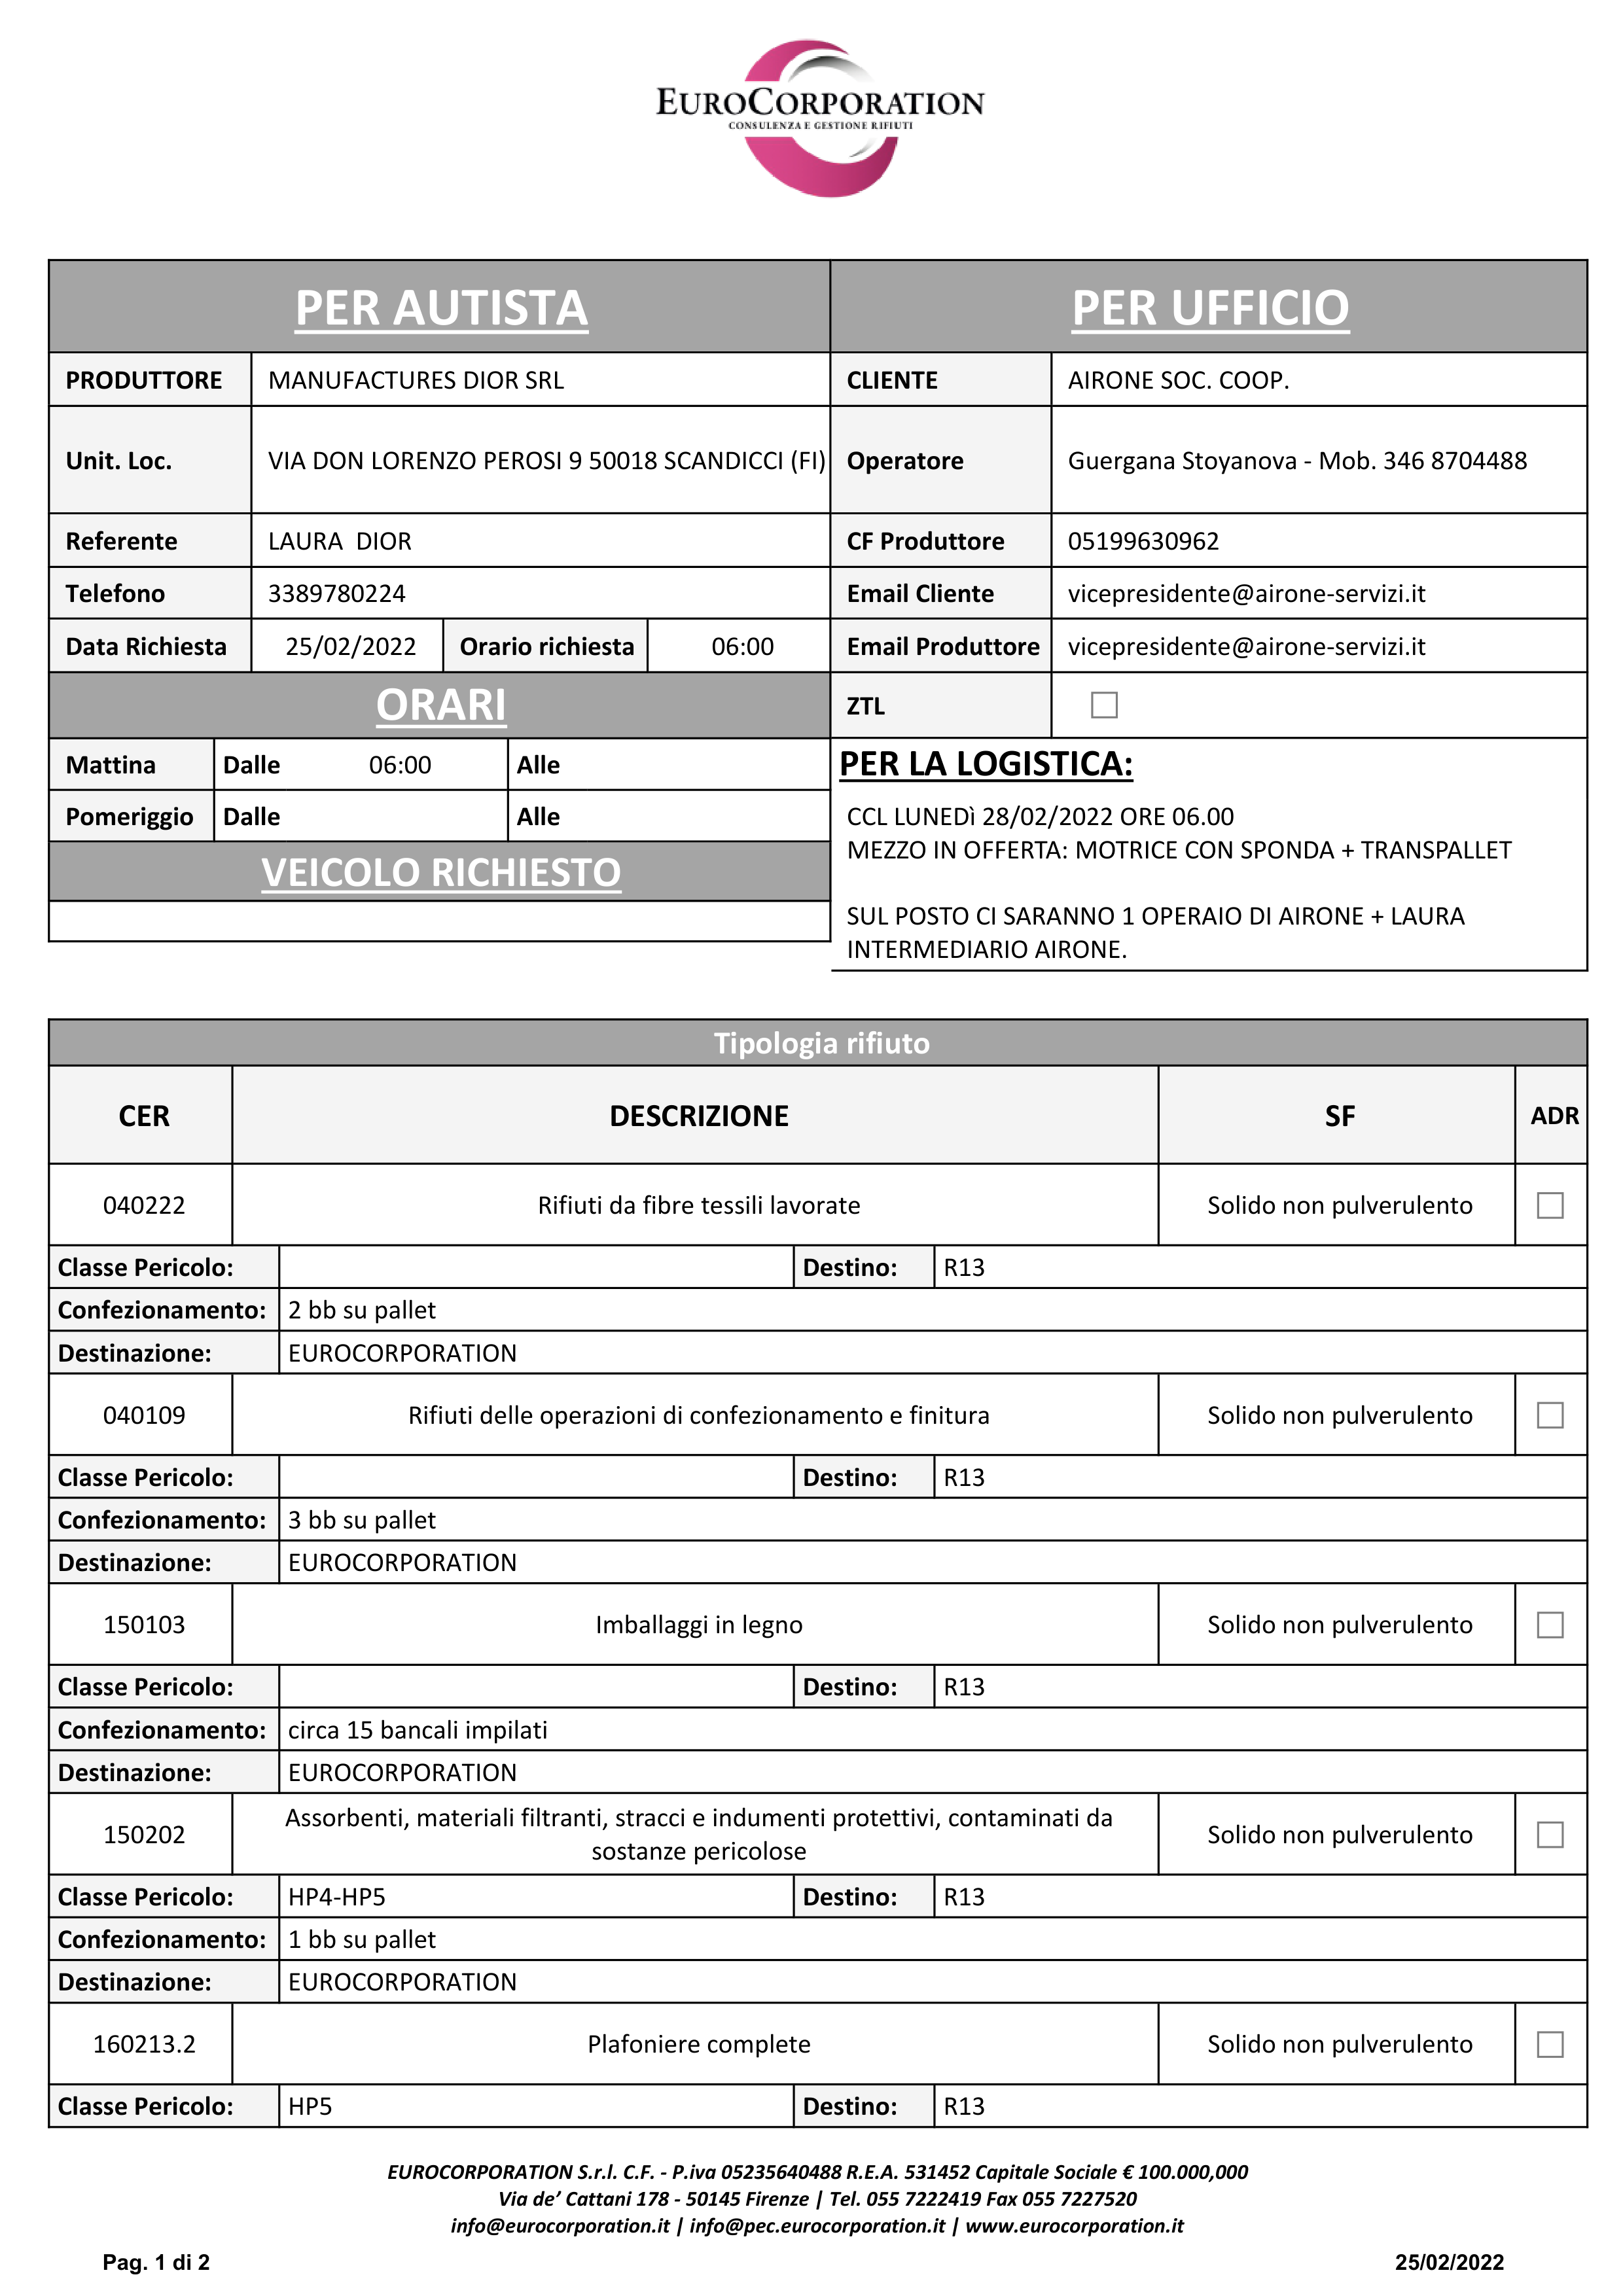 EUROCORPORATION
CONSULENZA E GESTIONE RIFIUTI
PER AUTISTA
PER UFFICIO
PRODUTTORE MANUFACTURES DIOR SRL
CLIENTE AIRONE SOC. COOP.
Unit. Loc. VIA DON LORENZO PEROSI 9 50018 SCANDICCI (FI)
Operatore Guergana Stoyanova - Mob. 346 8704488
Referente LAURA DIOR
CF Produttore 05199630962
Telefono 3389780224
Email Cliente vicepresidente@airone-servizi.it
Data Richiesta 25/02/2022 Orario richiesta 06:00
Email Produttore vicepresidente@airone-servizi.it
ORARI
ZTL
Mattina Dalle 06:00 Alle
Pomeriggio Dalle Alle
VEICOLO RICHIESTO
PER LA LOGISTICA:
CCL LUNEDì 28/02/2022 ORE 06.00
MEZZO IN OFFERTA: MOTRICE CON SPONDA + TRANSPALLET
SUL POSTO CI SARANNO 1 OPERAIO DI AIRONE + LAURA
INTERMEDIARIO AIRONE.
Tipologia rifiuto
CER DESCRIZIONE SF ADR
040222 Rifiuti da fibre tessili lavorate Solido non pulverulento
Classe Pericolo: Destino: R13
Confezionamento: 2 bb su pallet
Destinazione: EUROCORPORATION
040109 Rifiuti delle operazioni di confezionamento e finitura Solido non pulverulento
Classe Pericolo: Destino: R13
Confezionamento: 3 bb su pallet
Destinazione: EUROCORPORATION
150103 Imballaggi in legno Solido non pulverulento
Classe Pericolo: Destino: R13
Confezionamento: circa 15 bancali impilati
Destinazione: EUROCORPORATION
150202 Assorbenti, materiali filtranti, stracci e indumenti protettivi, contaminati da
sostanze pericolose Solido non pulverulento
Classe Pericolo: HP4-HP5 Destino: R13
Confezionamento: 1 bb su pallet
Destinazione: EUROCORPORATION
160213.2 Plafoniere complete Solido non pulverulento
Classe Pericolo: HP5 Destino: R13
EUROCORPORATION S.r.l. C.F. - P.iva 05235640488 R.E.A. 531452 Capitale Sociale € 100.000,000
Via de’ Cattani 178 - 50145 Firenze | Tel. 055 7222419 Fax 055 7227520
info@eurocorporation.it | info@pec.eurocorporation.it | www.eurocorporation.it
Pag. 1 di 2 25/02/2022